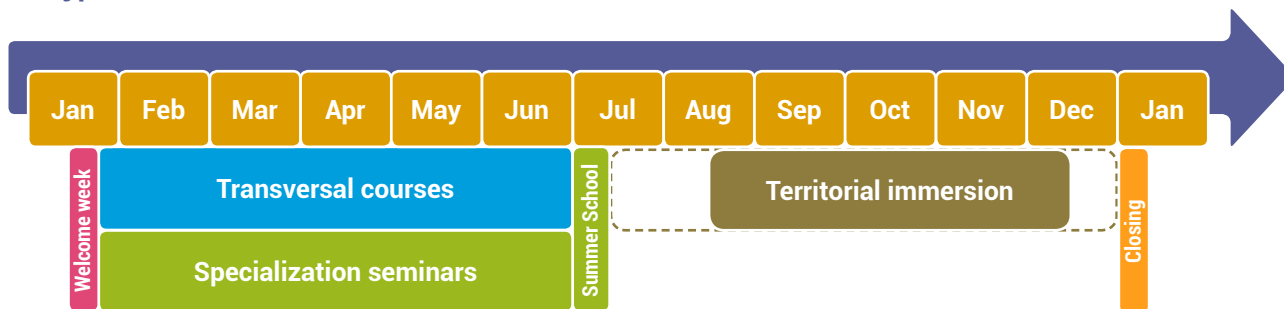 Jan Feb Mar Apr May Jun Jul Aug Sep Oct Nov Dec Jan
Welcome week
Transversal courses
Specialization seminars
Summer School
Territorial immersion
Closing